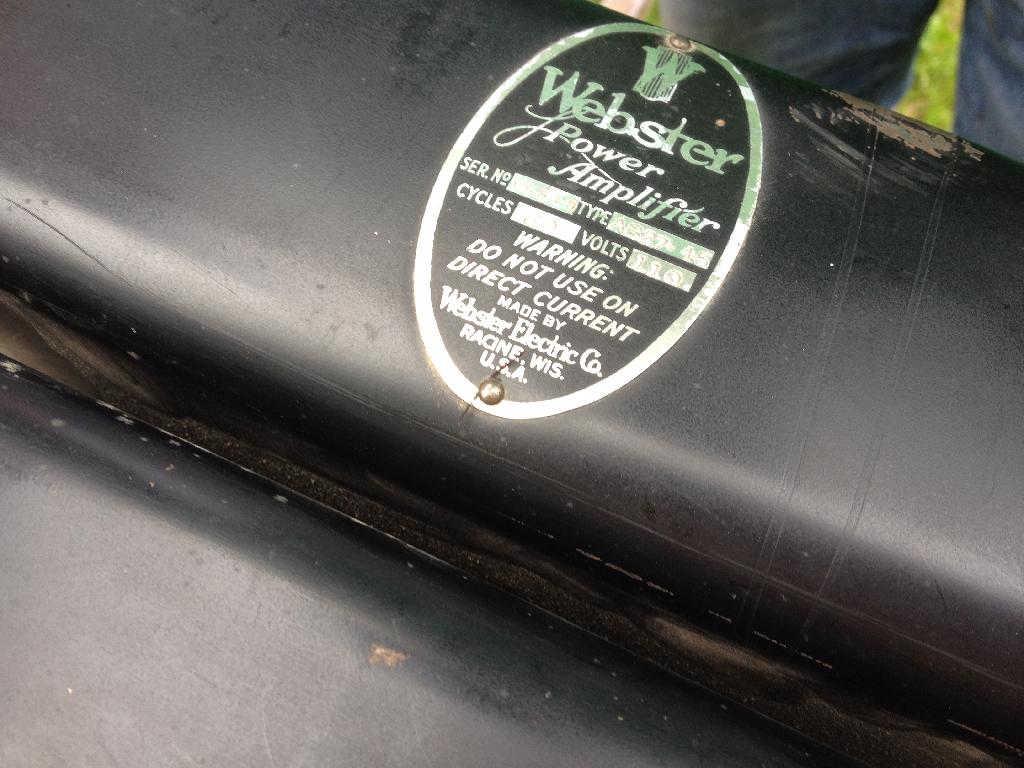 W
Webster
Power
Amplifier
SER. NO TYPE
CYCLES VOLTS 110
WARNING:
DO NOT USE ON
DIRECT CURRENT
MADE BY
Webster Electric Co.
RACINE, WIS.
U.S.A.